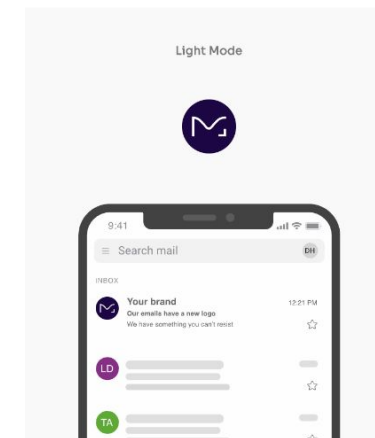 Light Mode
9:41
Search mail
DH
INBOX
Your brand
12:21 PM
Our emails have a new logo
We have something you can't resist
LD
TA